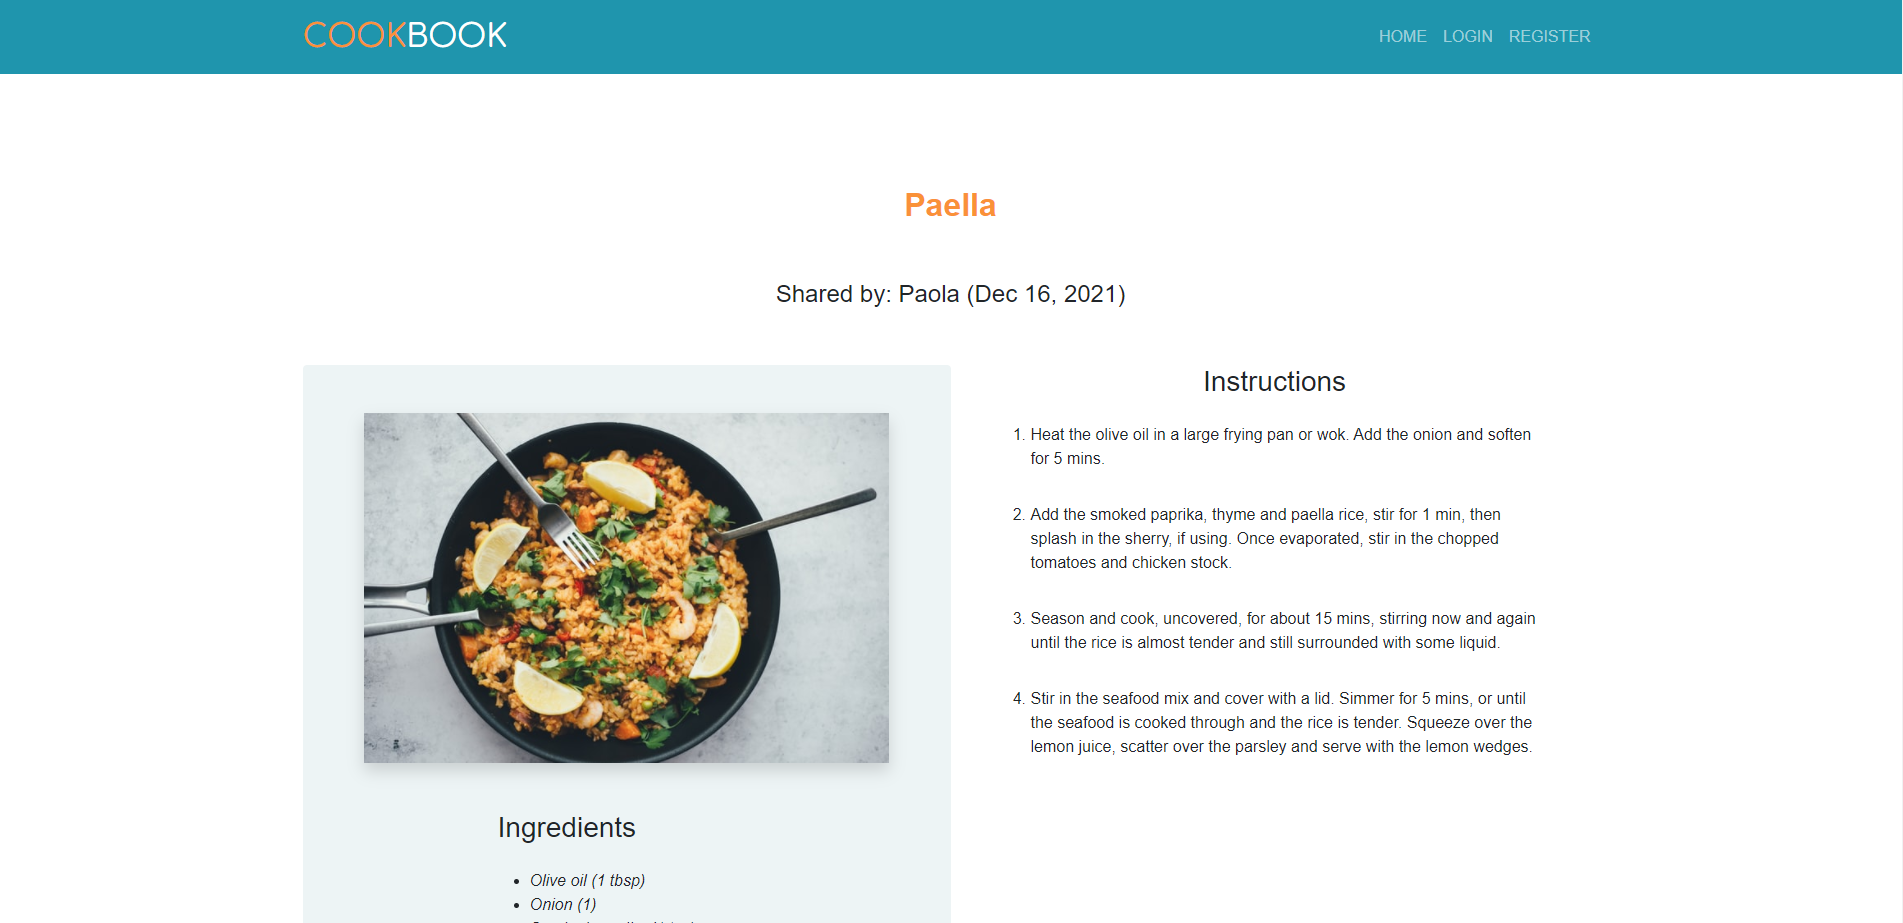 COOKBOOK
HOME LOGIN REGISTER
Paella
Shared by: Paola (Dec 16, 2021)
Instructions
1. Heat the olive oil in a large frying pan or wok. Add the onion and soften
for 5 mins.
2. Add the smoked paprika, thyme and paella rice, stir for 1 min, then
splash in the sherry, if using. Once evaporated, stir in the chopped
tomatoes and chicken stock.
3. Season and cook, uncovered, for about 15 mins, stirring now and again
until the rice is almost tender and still surrounded with some liquid.
4. Stir in the seafood mix and cover with a lid. Simmer for 5 mins, or until
the seafood is cooked through and the rice is tender. Squeeze over the
lemon juice, scatter over the parsley and serve with the lemon wedges.
Ingredients
• Olive oil (1 tbsp)
• Onion (1)